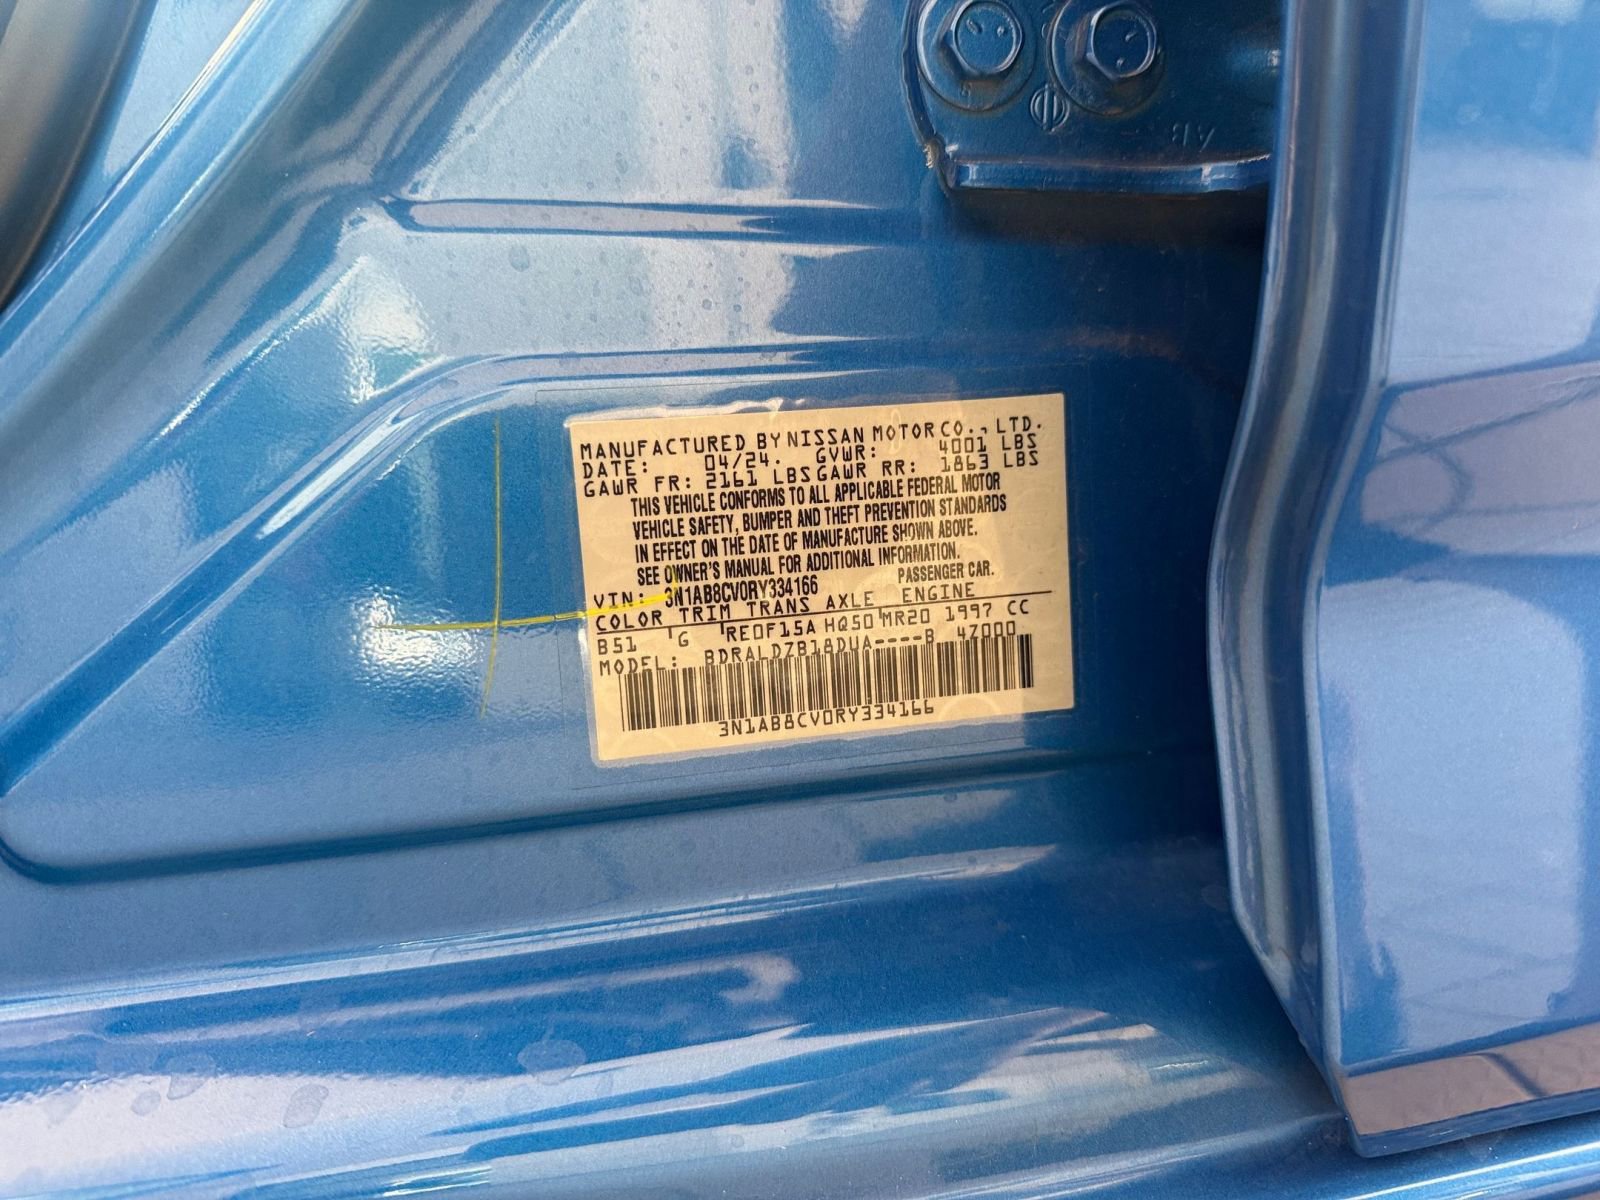 MANUFACTURED BY NISSAN MOTOR CO., LTD.
DATE: 04/24. GVWR: 4001 LBS
GAWR FR: 2161 LBS GAWR RR: 1863 LBS
THIS VEHICLE CONFORMS TO ALL APPLICABLE FEDERAL MOTOR
VEHICLE SAFETY, BUMPER AND THEFT PREVENTION STANDARDS
IN EFFECT ON THE DATE OF MANUFACTURE SHOWN ABOVE.
SEE OWNER'S MANUAL FOR ADDITIONAL INFORMATION.
VIN: 3N1AB8CV0RY334166 PASSENGER CAR.
COLOR TRIM TRANS AXLE ENGINE
B51 G RE0F15A HQ50 MR20 1997 CC
MODEL: BDRALDZB18DUA----B 47000
3N1AB8CV0RY334166